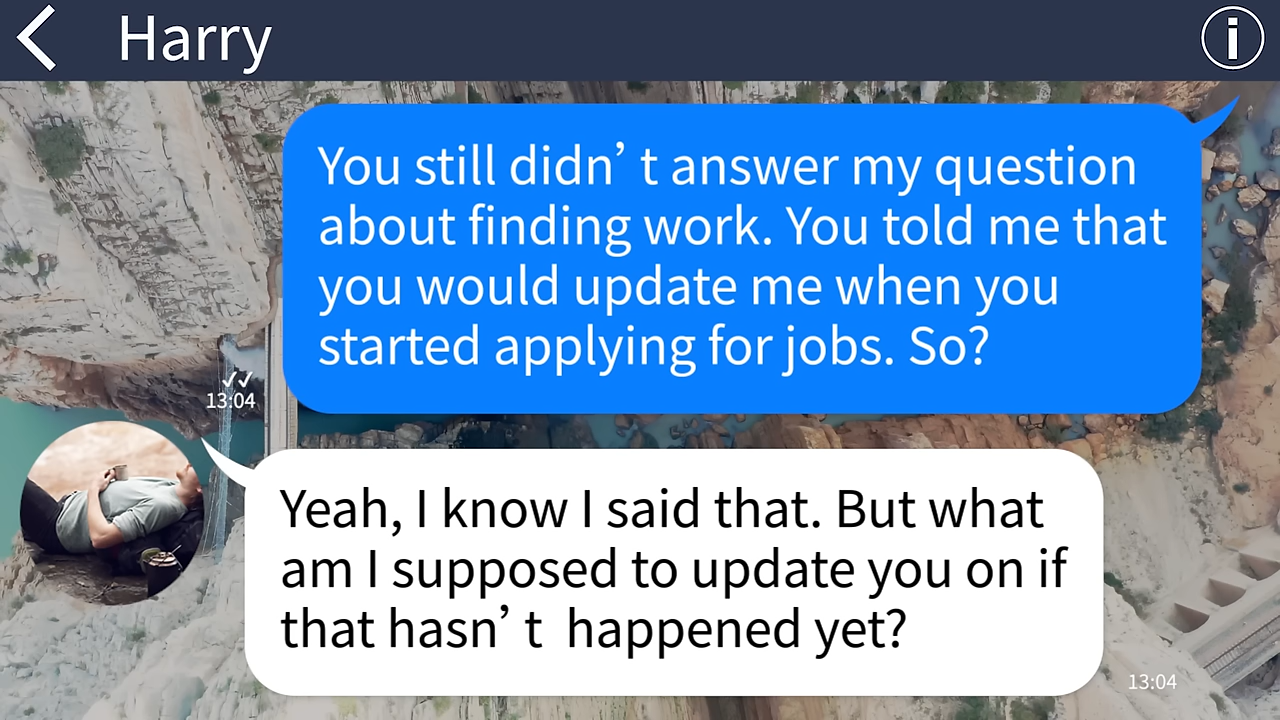 Harry
You still didn’ t answer my question
about finding work. You told me that
you would update me when you
started applying for jobs. So?
13:04
Yeah, I know I said that. But what
am I supposed to update you on if
that hasn’ t happened yet?
13:04